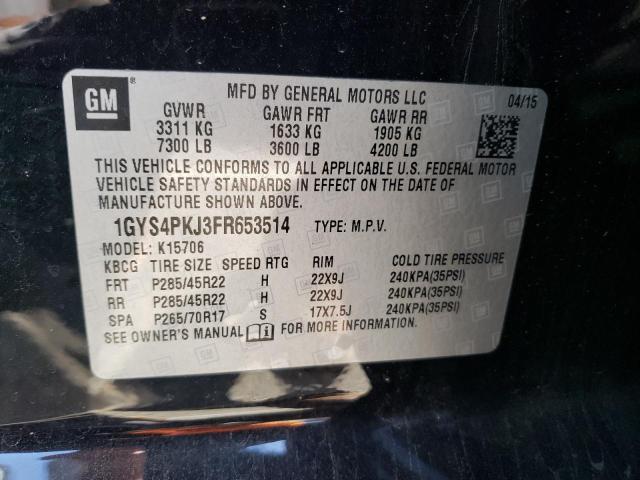 GM ®
MFD BY GENERAL MOTORS LLC 04/15
GVWR GAWR FRT GAWR RR
3311 KG 1633 KG 1905 KG
7300 LB 3600 LB 4200 LB
THIS VEHICLE CONFORMS TO ALL APPLICABLE U.S. FEDERAL MOTOR
VEHICLE SAFETY STANDARDS IN EFFECT ON THE DATE OF
MANUFACTURE SHOWN ABOVE.
1GYS4PKJ3FR653514 TYPE: M.P.V.
MODEL: K15706
KBCG TIRE SIZE SPEED RTG RIM COLD TIRE PRESSURE
FRT P285/45R22 H 22X9J 240KPA(35PSI)
RR P285/45R22 H 22X9J 240KPA(35PSI)
SPA P265/70R17 S 17X7.5J 240KPA(35PSI)
SEE OWNER'S MANUAL FOR MORE INFORMATION.